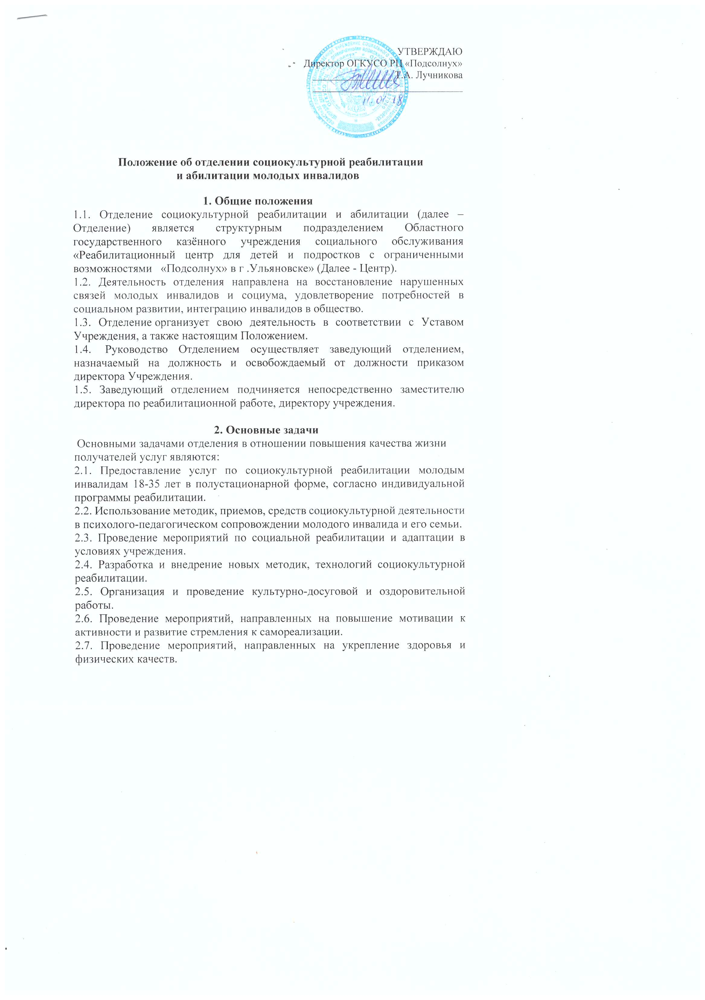 УТВЕРЖДАЮ
Директор ОГКУСО РЦ «Подсолнух»
Т.А. Лучникова
11.01.18
Положение об отделении социокультурной реабилитации
и абилитации молодых инвалидов
1. Общие положения
1.1. Отделение социокультурной реабилитации и абилитации (далее –
Отделение) является структурным подразделением Областного
государственного казённого учреждения социального обслуживания
«Реабилитационный центр для детей и подростков с ограниченными
возможностями «Подсолнух» в г .Ульяновске» (Далее - Центр).
1.2. Деятельность отделения направлена на восстановление нарушенных
связей молодых инвалидов и социума, удовлетворение потребностей в
социальном развитии, интеграцию инвалидов в общество.
1.3. Отделение организует свою деятельность в соответствии с Уставом
Учреждения, а также настоящим Положением.
1.4. Руководство Отделением осуществляет заведующий отделением,
назначаемый на должность и освобождаемый от должности приказом
директора Учреждения.
1.5. Заведующий отделением подчиняется непосредственно заместителю
директора по реабилитационной работе, директору учреждения.
2. Основные задачи
Основными задачами отделения в отношении повышения качества жизни
получателей услуг являются:
2.1. Предоставление услуг по социокультурной реабилитации молодым
инвалидам 18-35 лет в полустационарной форме, согласно индивидуальной
программы реабилитации.
2.2. Использование методик, приемов, средств социокультурной деятельности
в психолого-педагогическом сопровождении молодого инвалида и его семьи.
2.3. Проведение мероприятий по социальной реабилитации и адаптации в
условиях учреждения.
2.4. Разработка и внедрение новых методик, технологий социокультурной
реабилитации.
2.5. Организация и проведение культурно-досуговой и оздоровительной
работы.
2.6. Проведение мероприятий, направленных на повышение мотивации к
активности и развитие стремления к самореализации.
2.7. Проведение мероприятий, направленных на укрепление здоровья и
физических качеств.